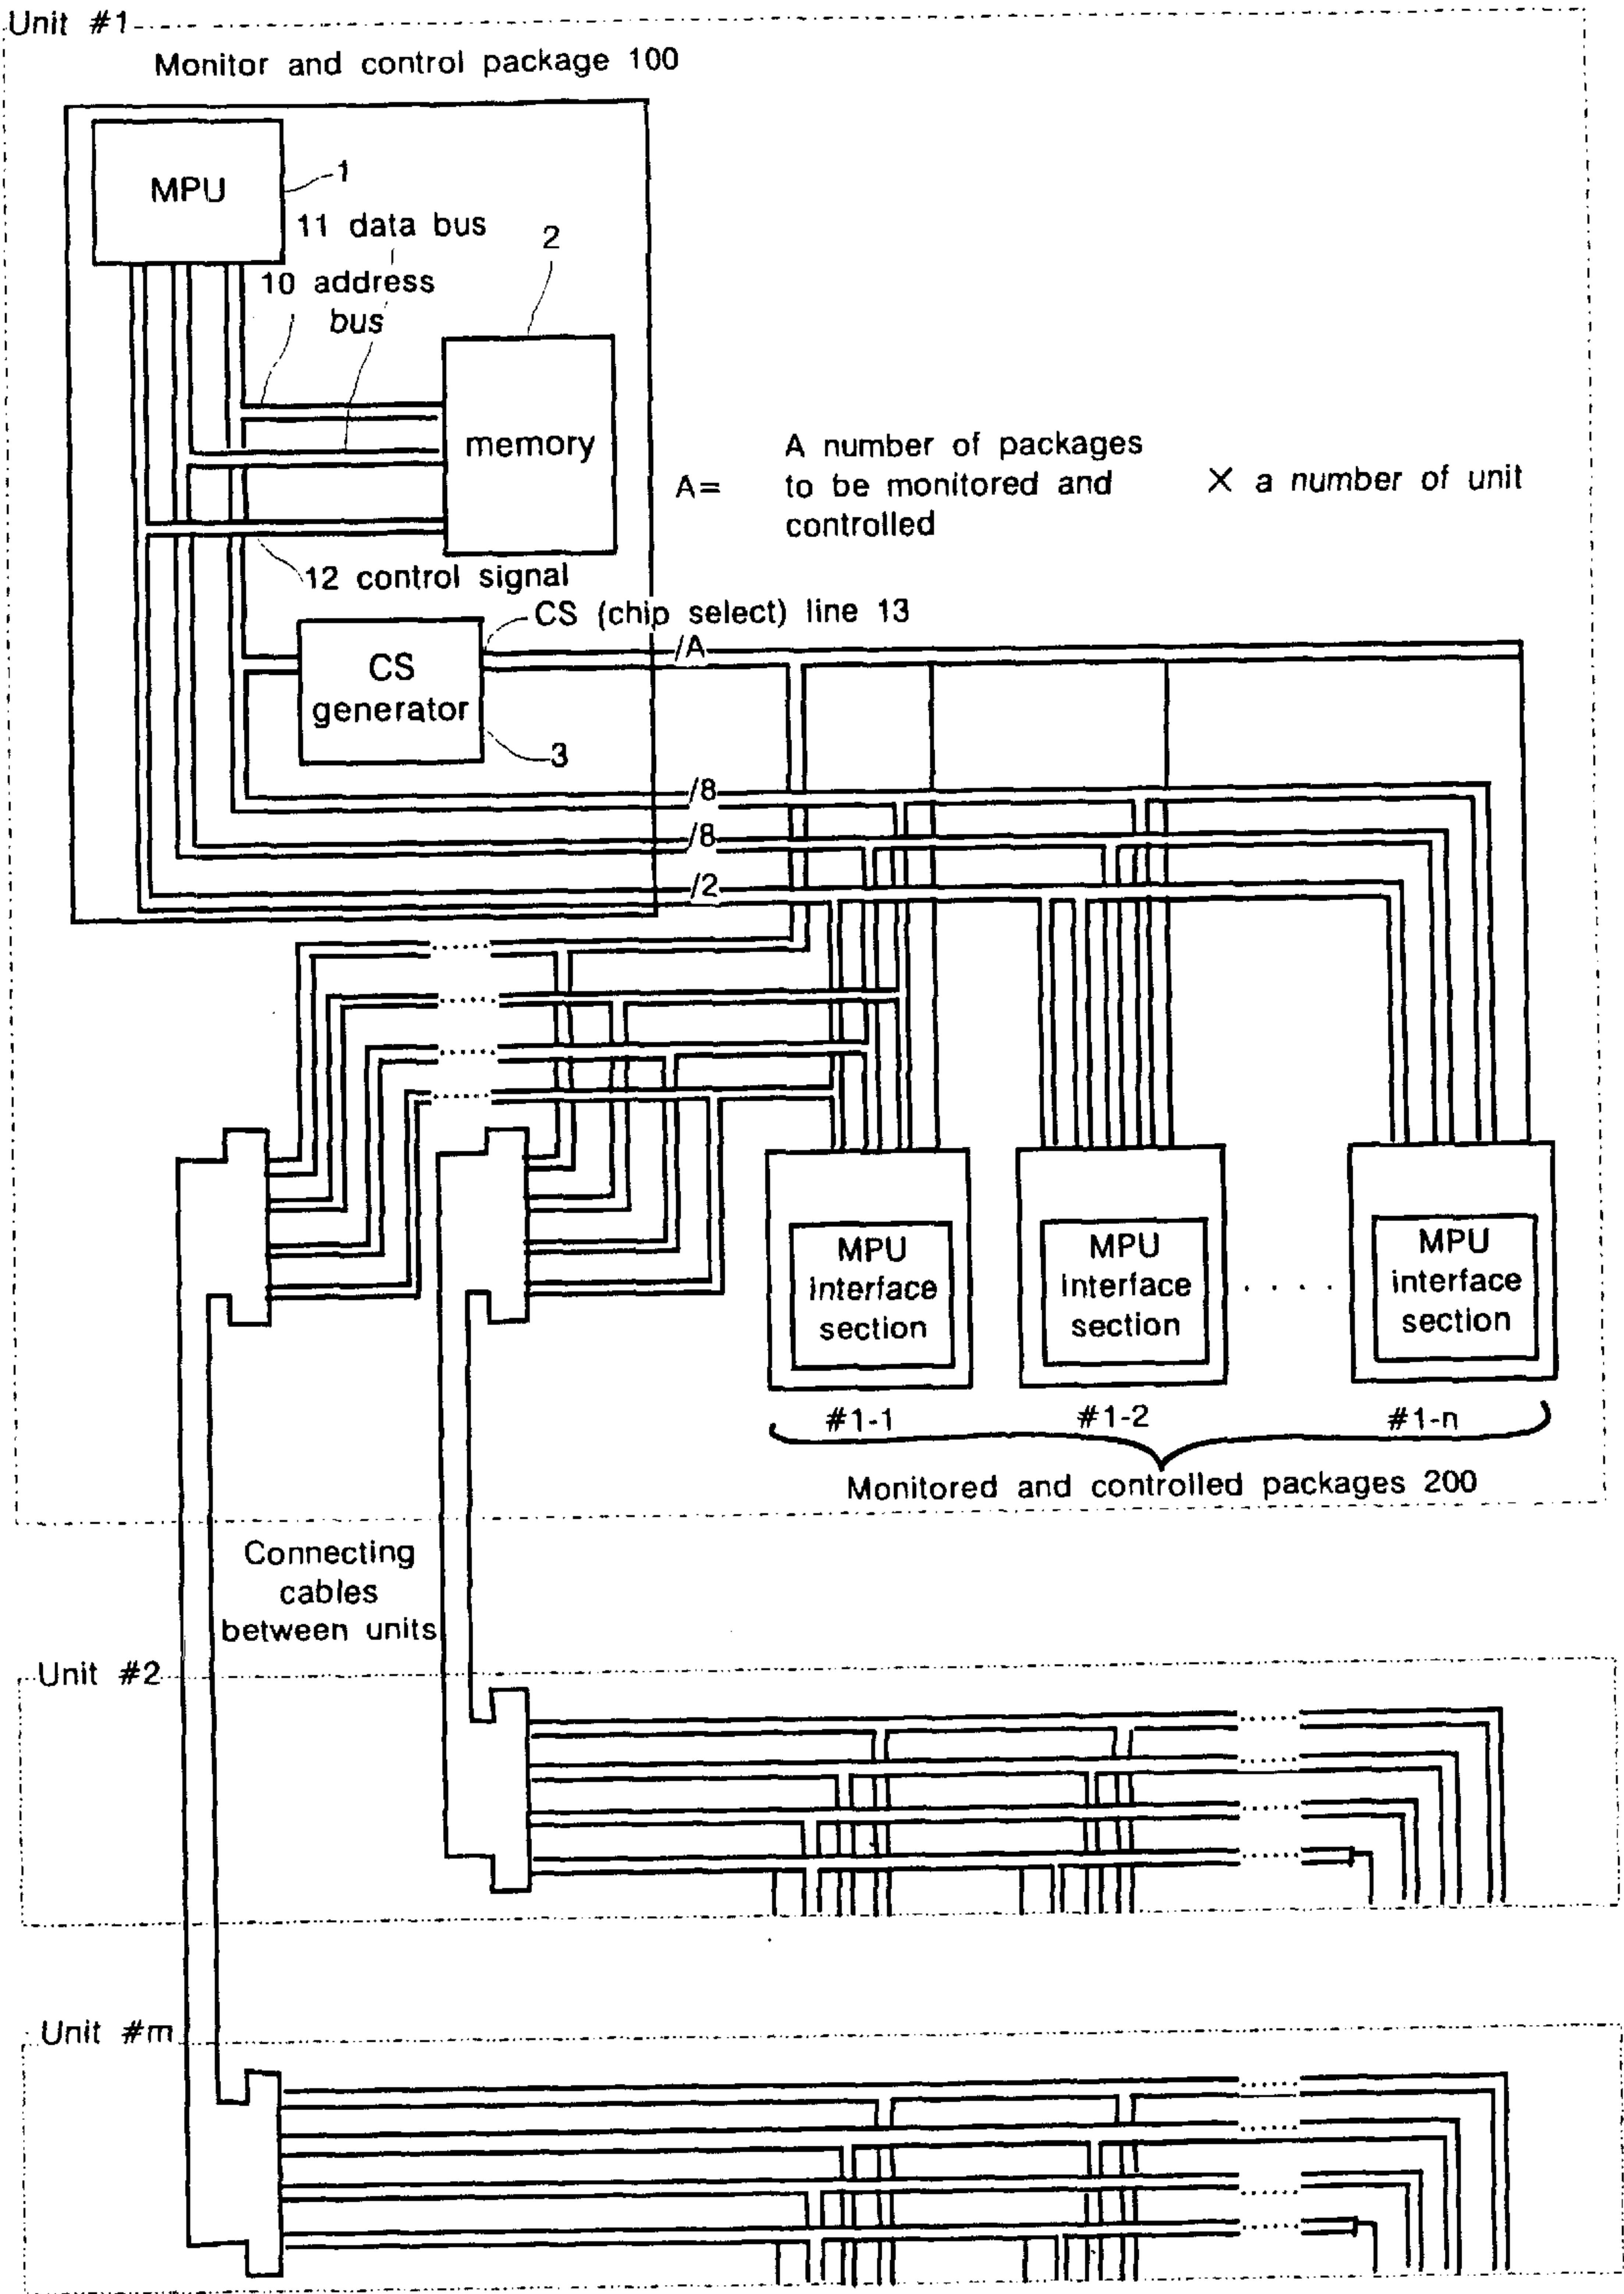 Unit #1
Monitor and control package 100
MPU
1
11 data bus
2
10 address
bus
memory
A number of packages
A= to be monitored and × a number of unit
controlled
12 control signal
CS (chip select) line 13
/A
CS
generator
3
/8
/8
/2
MPU
interface
section
MPU
interface
section
. . . .
MPU
interface
section
#1-1
#1-2
#1-n
Monitored and controlled packages 200
Connecting
cables
between units
Unit #2
Unit #m